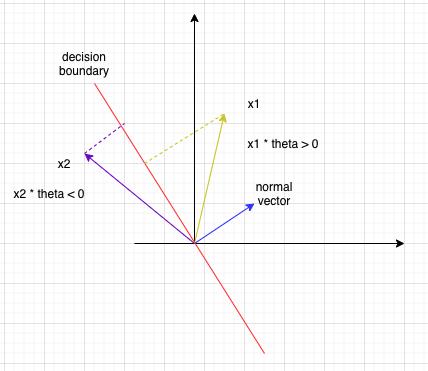 decision
boundary
x1
x1 * theta > 0
x2
x2 * theta < 0
normal
vector